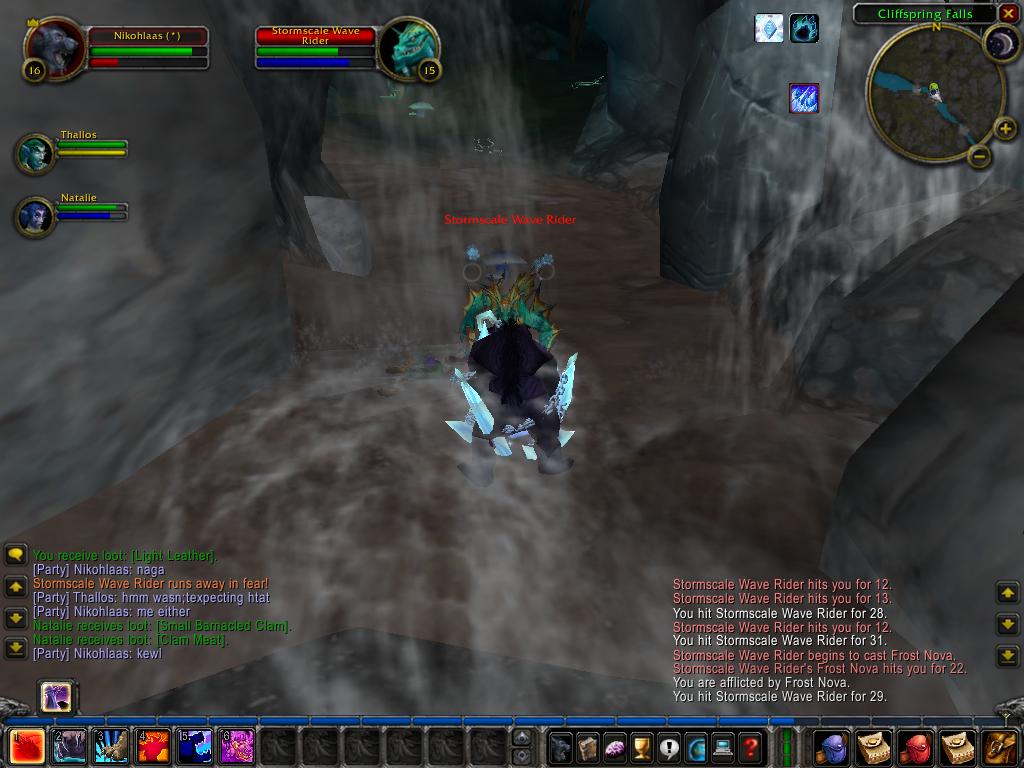 Nikohlaas (*)
16
Stormscale Wave
Rider
15
Cliffspring Falls
N
Thallos
Natalie
Stormscale Wave Rider
You receive loot: [Light Leather].
[Party] Nikohlaas: naga
Stormscale Wave Rider runs away in fear!
[Party] Thallos: hmm wasn;texpecting htat
[Party] Nikohlaas: me either
Natalie receives loot: [Small Barnacled Clam].
Natalie receives loot: [Clam Meat].
[Party] Nikohlaas: kewl
Stormscale Wave Rider hits you for 12.
Stormscale Wave Rider hits you for 13.
You hit Stormscale Wave Rider for 28.
Stormscale Wave Rider hits you for 12.
You hit Stormscale Wave Rider for 31.
Stormscale Wave Rider begins to cast Frost Nova.
Stormscale Wave Rider's Frost Nova hits you for 22.
You are afflicted by Frost Nova.
You hit Stormscale Wave Rider for 29.
1 2 3 4 5 6